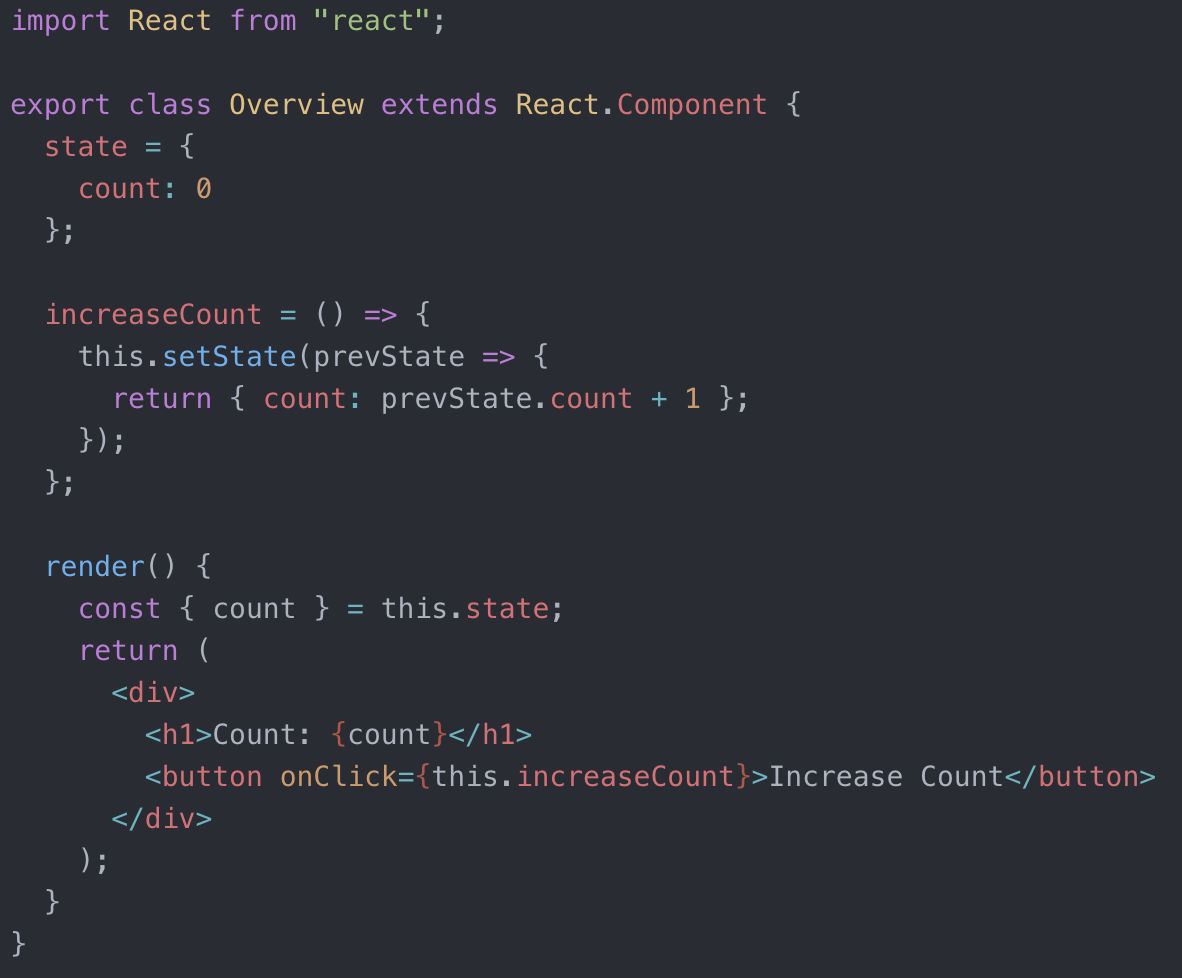 import React from "react";

export class Overview extends React.Component {
  state = {
    count: 0
  };

  increaseCount = () => {
    this.setState(prevState => {
      return { count: prevState.count + 1 };
    });
  };

  render() {
    const { count } = this.state;
    return (
      <div>
        <h1>Count: {count}</h1>
        <button onClick={this.increaseCount}>Increase Count</button>
      </div>
    );
  }
}